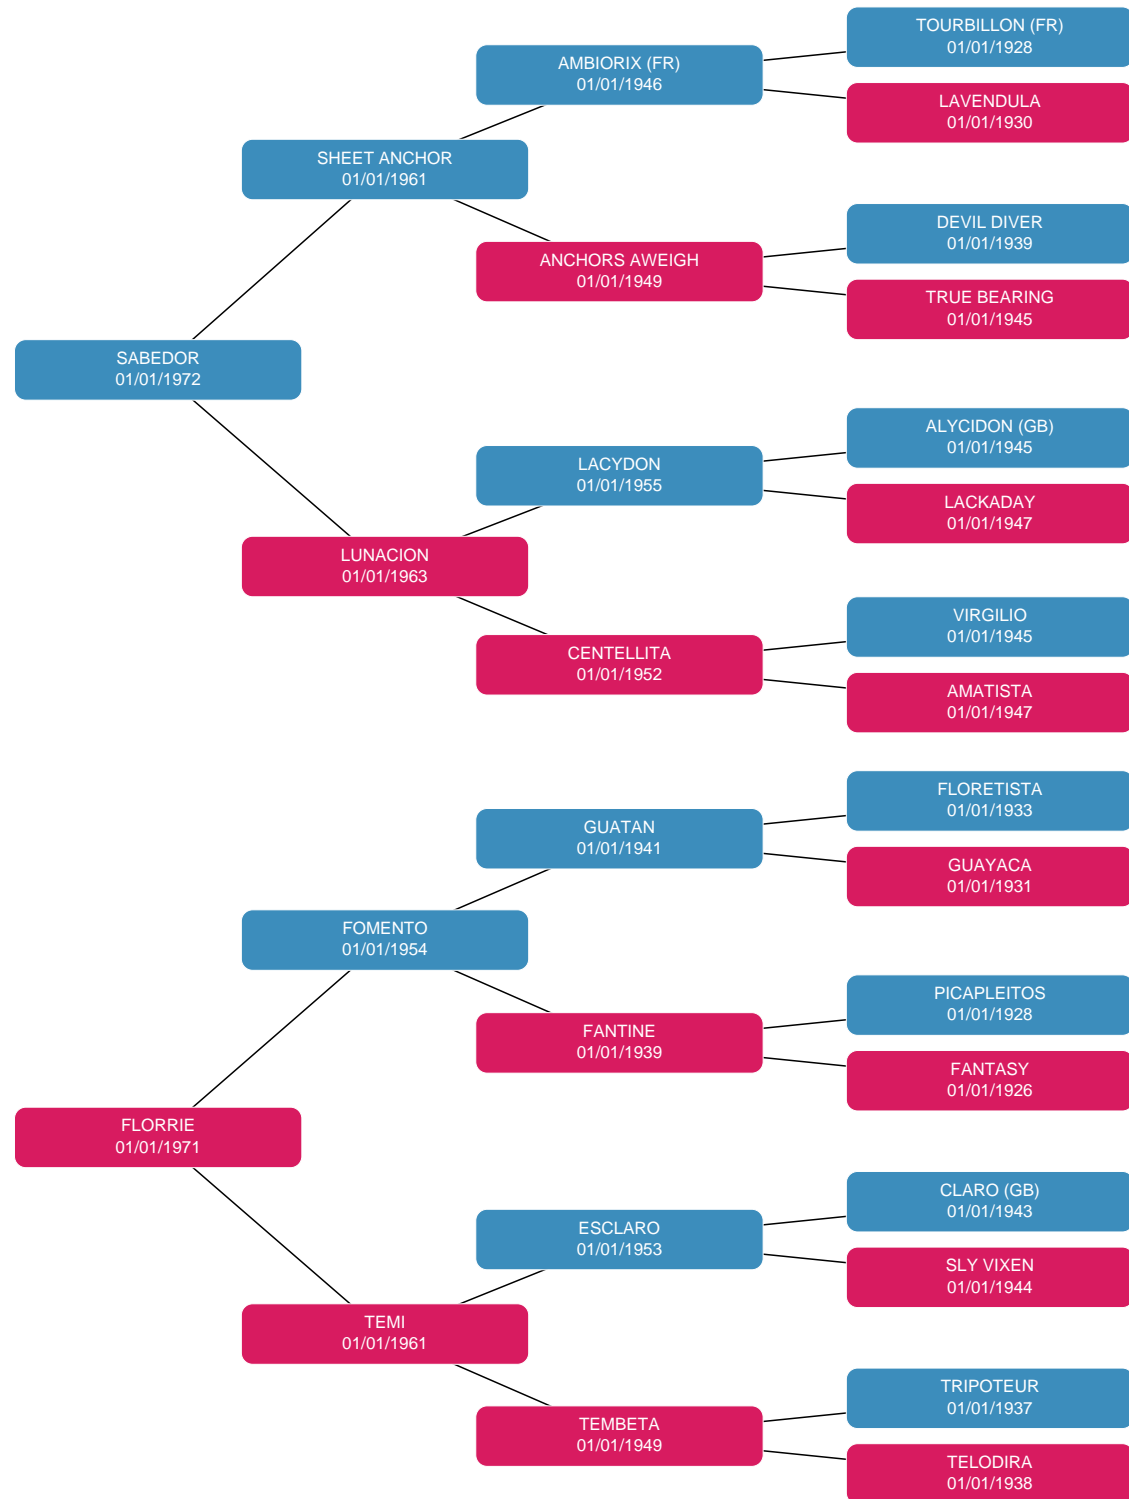 TOURBILLON (FR)
01/01/1928
AMBIORIX (FR)
01/01/1946
LAVENDULA
01/01/1930
SHEET ANCHOR
01/01/1961
DEVIL DIVER
01/01/1939
ANCHORS AWEIGH
01/01/1949
TRUE BEARING
01/01/1945
SABEDOR
01/01/1972
ALYCIDON (GB)
01/01/1945
LACYDON
01/01/1955
LACKADAY
01/01/1947
LUNACION
01/01/1963
VIRGILIO
01/01/1945
CENTELLITA
01/01/1952
AMATISTA
01/01/1947
FLORETISTA
01/01/1933
GUATAN
01/01/1941
GUAYACA
01/01/1931
FOMENTO
01/01/1954
PICAPLEITOS
01/01/1928
FANTINE
01/01/1939
FANTASY
01/01/1926
FLORRIE
01/01/1971
CLARO (GB)
01/01/1943
ESCLARO
01/01/1953
SLY VIXEN
01/01/1944
TEMI
01/01/1961
TRIPOTEUR
01/01/1937
TEMBETA
01/01/1949
TELODIRA
01/01/1938